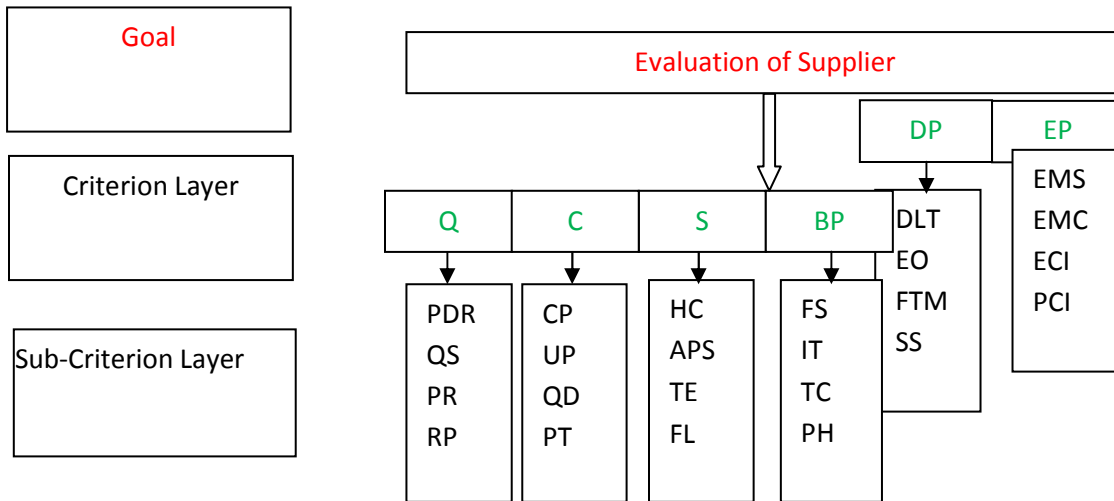 Goal
Evaluation of Supplier
DP
EP
Criterion Layer
Q
C
S
BP
DLT
EO
FTM
SS
EMS
EMC
ECI
PCI
Sub-Criterion Layer
PDR
QS
PR
RP
CP
UP
QD
PT
HC
APS
TE
FL
FS
IT
TC
PH